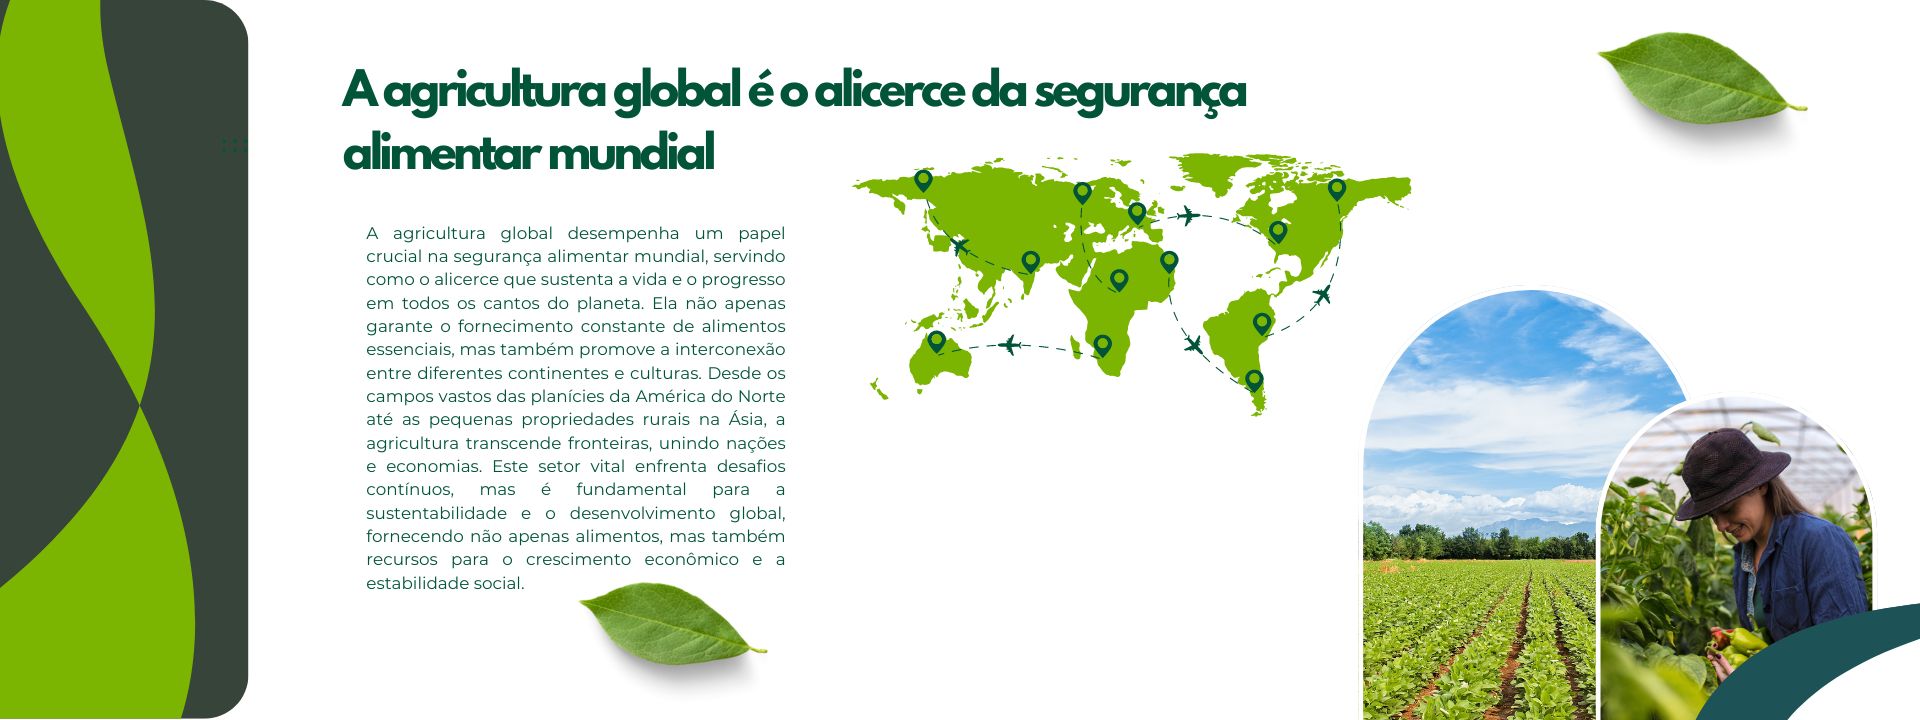 A agricultura global é o alicerce da segurança
alimentar mundial
A agricultura global desempenha um papel
crucial na segurança alimentar mundial, servindo
como o alicerce que sustenta a vida e o progresso
em todos os cantos do planeta. Ela não apenas
garante o fornecimento constante de alimentos
essenciais, mas também promove a interconexão
entre diferentes continentes e culturas. Desde os
campos vastos das planícies da América do Norte
até as pequenas propriedades rurais na Ásia, a
agricultura transcende fronteiras, unindo nações
e economias. Este setor vital enfrenta desafios
contínuos, mas é fundamental para a
sustentabilidade e o desenvolvimento global,
fornecendo não apenas alimentos, mas também
recursos para o crescimento econômico e a
estabilidade social.